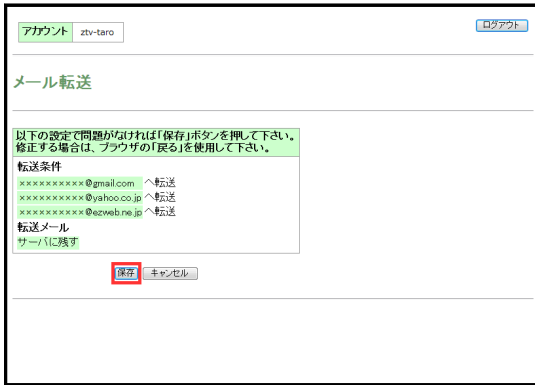 アカウント ztv-taro
ログアウト
メール転送
以下の設定で問題がなければ「保存」ボタンを押して下さい。
修正する場合は、ブラウザの「戻る」を使用して下さい。
転送条件
××××××××××@gmail.com へ転送
××××××××××@yahoo.co.jp へ転送
××××××××××@ezweb.ne.jp へ転送
転送メール
サーバに残す
保存 キャンセル